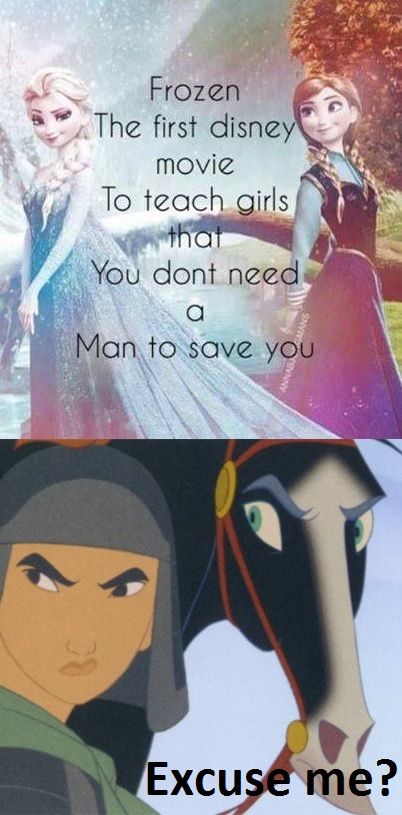 Frozen
The first disney
movie
To teach girls
that
You dont need
a
Man to save you
Excuse me?